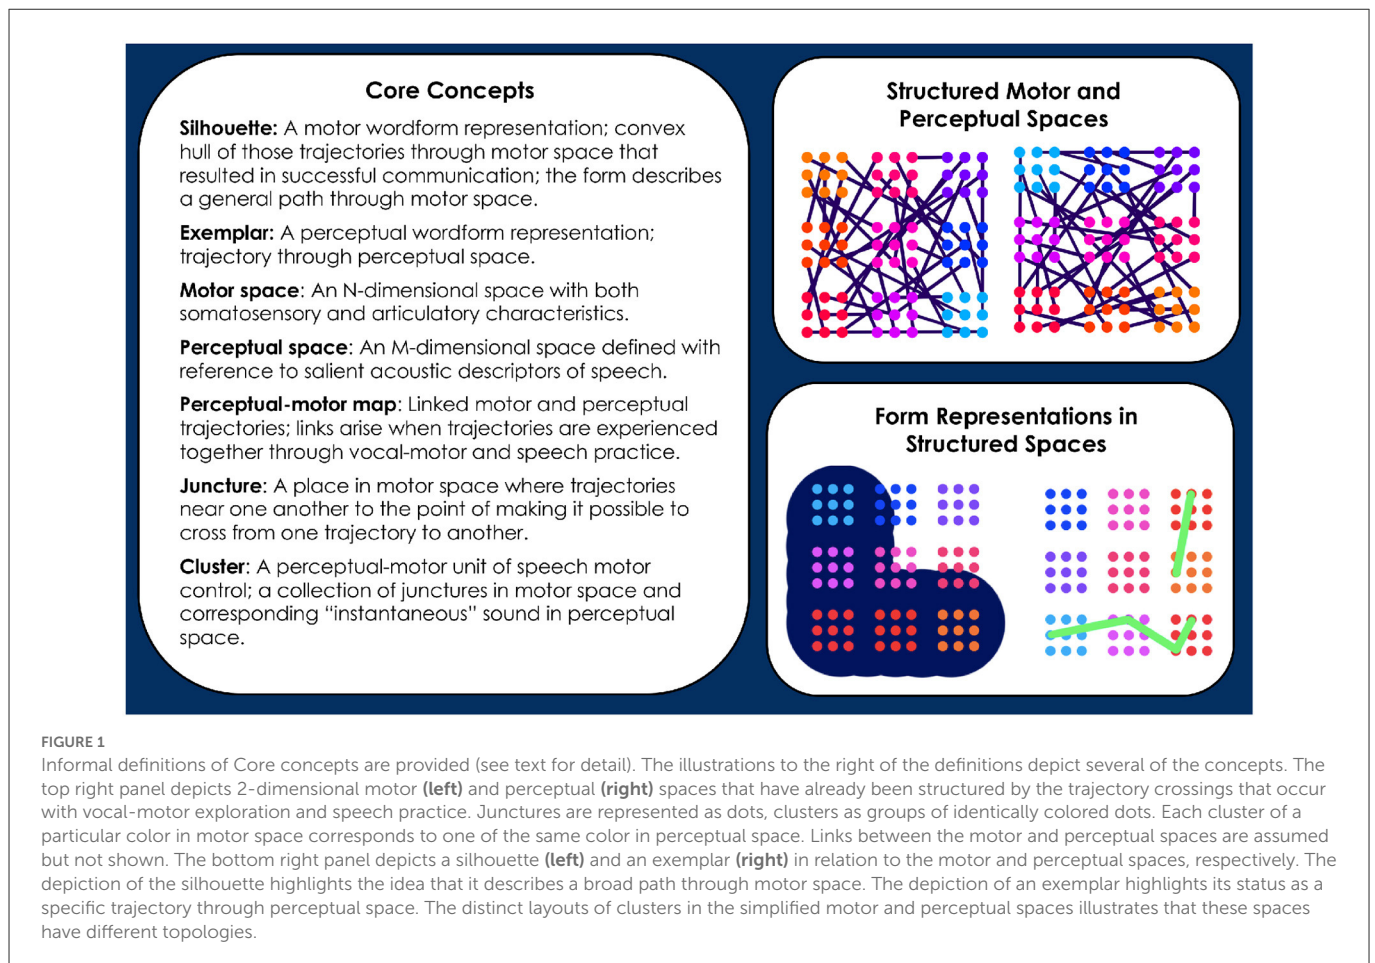 Core Concepts
Silhouette: A motor wordform representation; convex
hull of those trajectories through motor space that
resulted in successful communication; the form describes
a general path through motor space.
Exemplar: A perceptual wordform representation;
trajectory through perceptual space.
Motor space: An N-dimensional space with both
somatosensory and articulatory characteristics.
Perceptual space: An M-dimensional space defined with
reference to salient acoustic descriptors of speech.
Perceptual-motor map: Linked motor and perceptual
trajectories; links arise when trajectories are experienced
together through vocal-motor and speech practice.
Juncture: A place in motor space where trajectories
near one another to the point of making it possible to
cross from one trajectory to another.
Cluster: A perceptual-motor unit of speech motor
control; a collection of junctures in motor space and
corresponding “instantaneous” sound in perceptual
space.
Structured Motor and
Perceptual Spaces
Form Representations in
Structured Spaces
FIGURE 1
Informal definitions of Core concepts are provided (see text for detail). The illustrations to the right of the definitions depict several of the concepts. The
top right panel depicts 2-dimensional motor (left) and perceptual (right) spaces that have already been structured by the trajectory crossings that occur
with vocal-motor exploration and speech practice. Junctures are represented as dots, clusters as groups of identically colored dots. Each cluster of a
particular color in motor space corresponds to one of the same color in perceptual space. Links between the motor and perceptual spaces are assumed
but not shown. The bottom right panel depicts a silhouette (left) and an exemplar (right) in relation to the motor and perceptual spaces, respectively. The
depiction of the silhouette highlights the idea that it describes a broad path through motor space. The depiction of an exemplar highlights its status as a
specific trajectory through perceptual space. The distinct layouts of clusters in the simplified motor and perceptual spaces illustrates that these spaces
have different topologies.